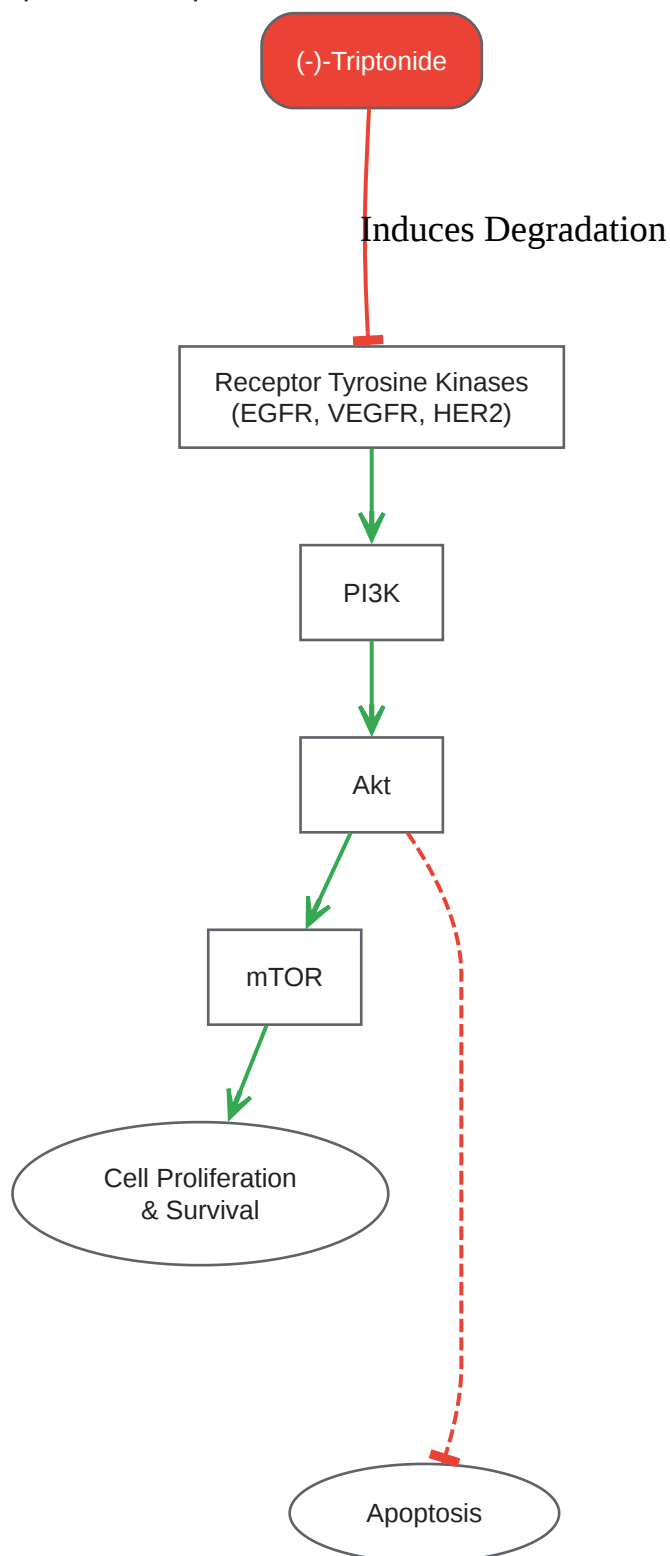 (-)-Triptonide
Induces Degradation
Receptor Tyrosine Kinases
(EGFR, VEGFR, HER2)
PI3K
Akt
mTOR
Cell Proliferation
& Survival
Apoptosis